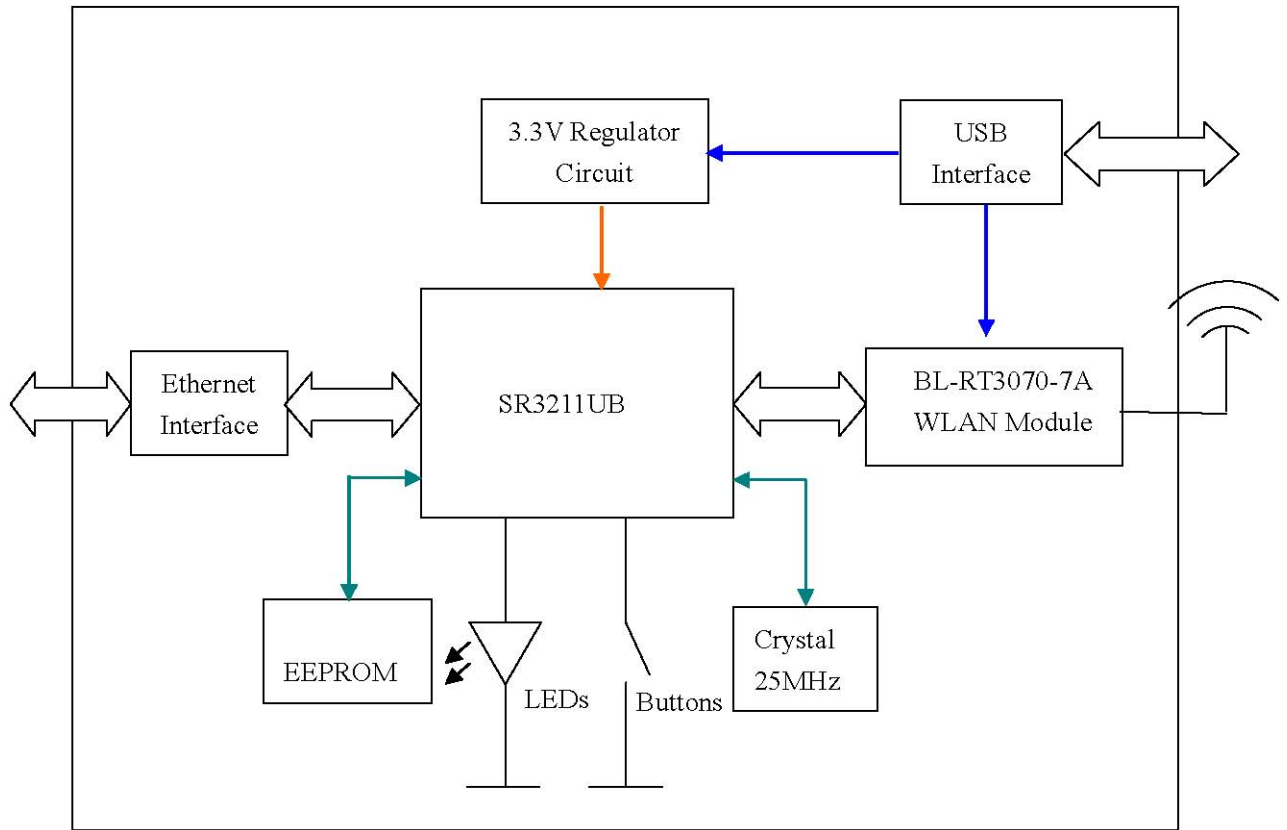 3.3V Regulator
Circuit
USB
Interface
Ethernet
Interface
SR3211UB
BL-RT3070-7A
WLAN Module
EEPROM
LEDs
Buttons
Crystal
25MHz